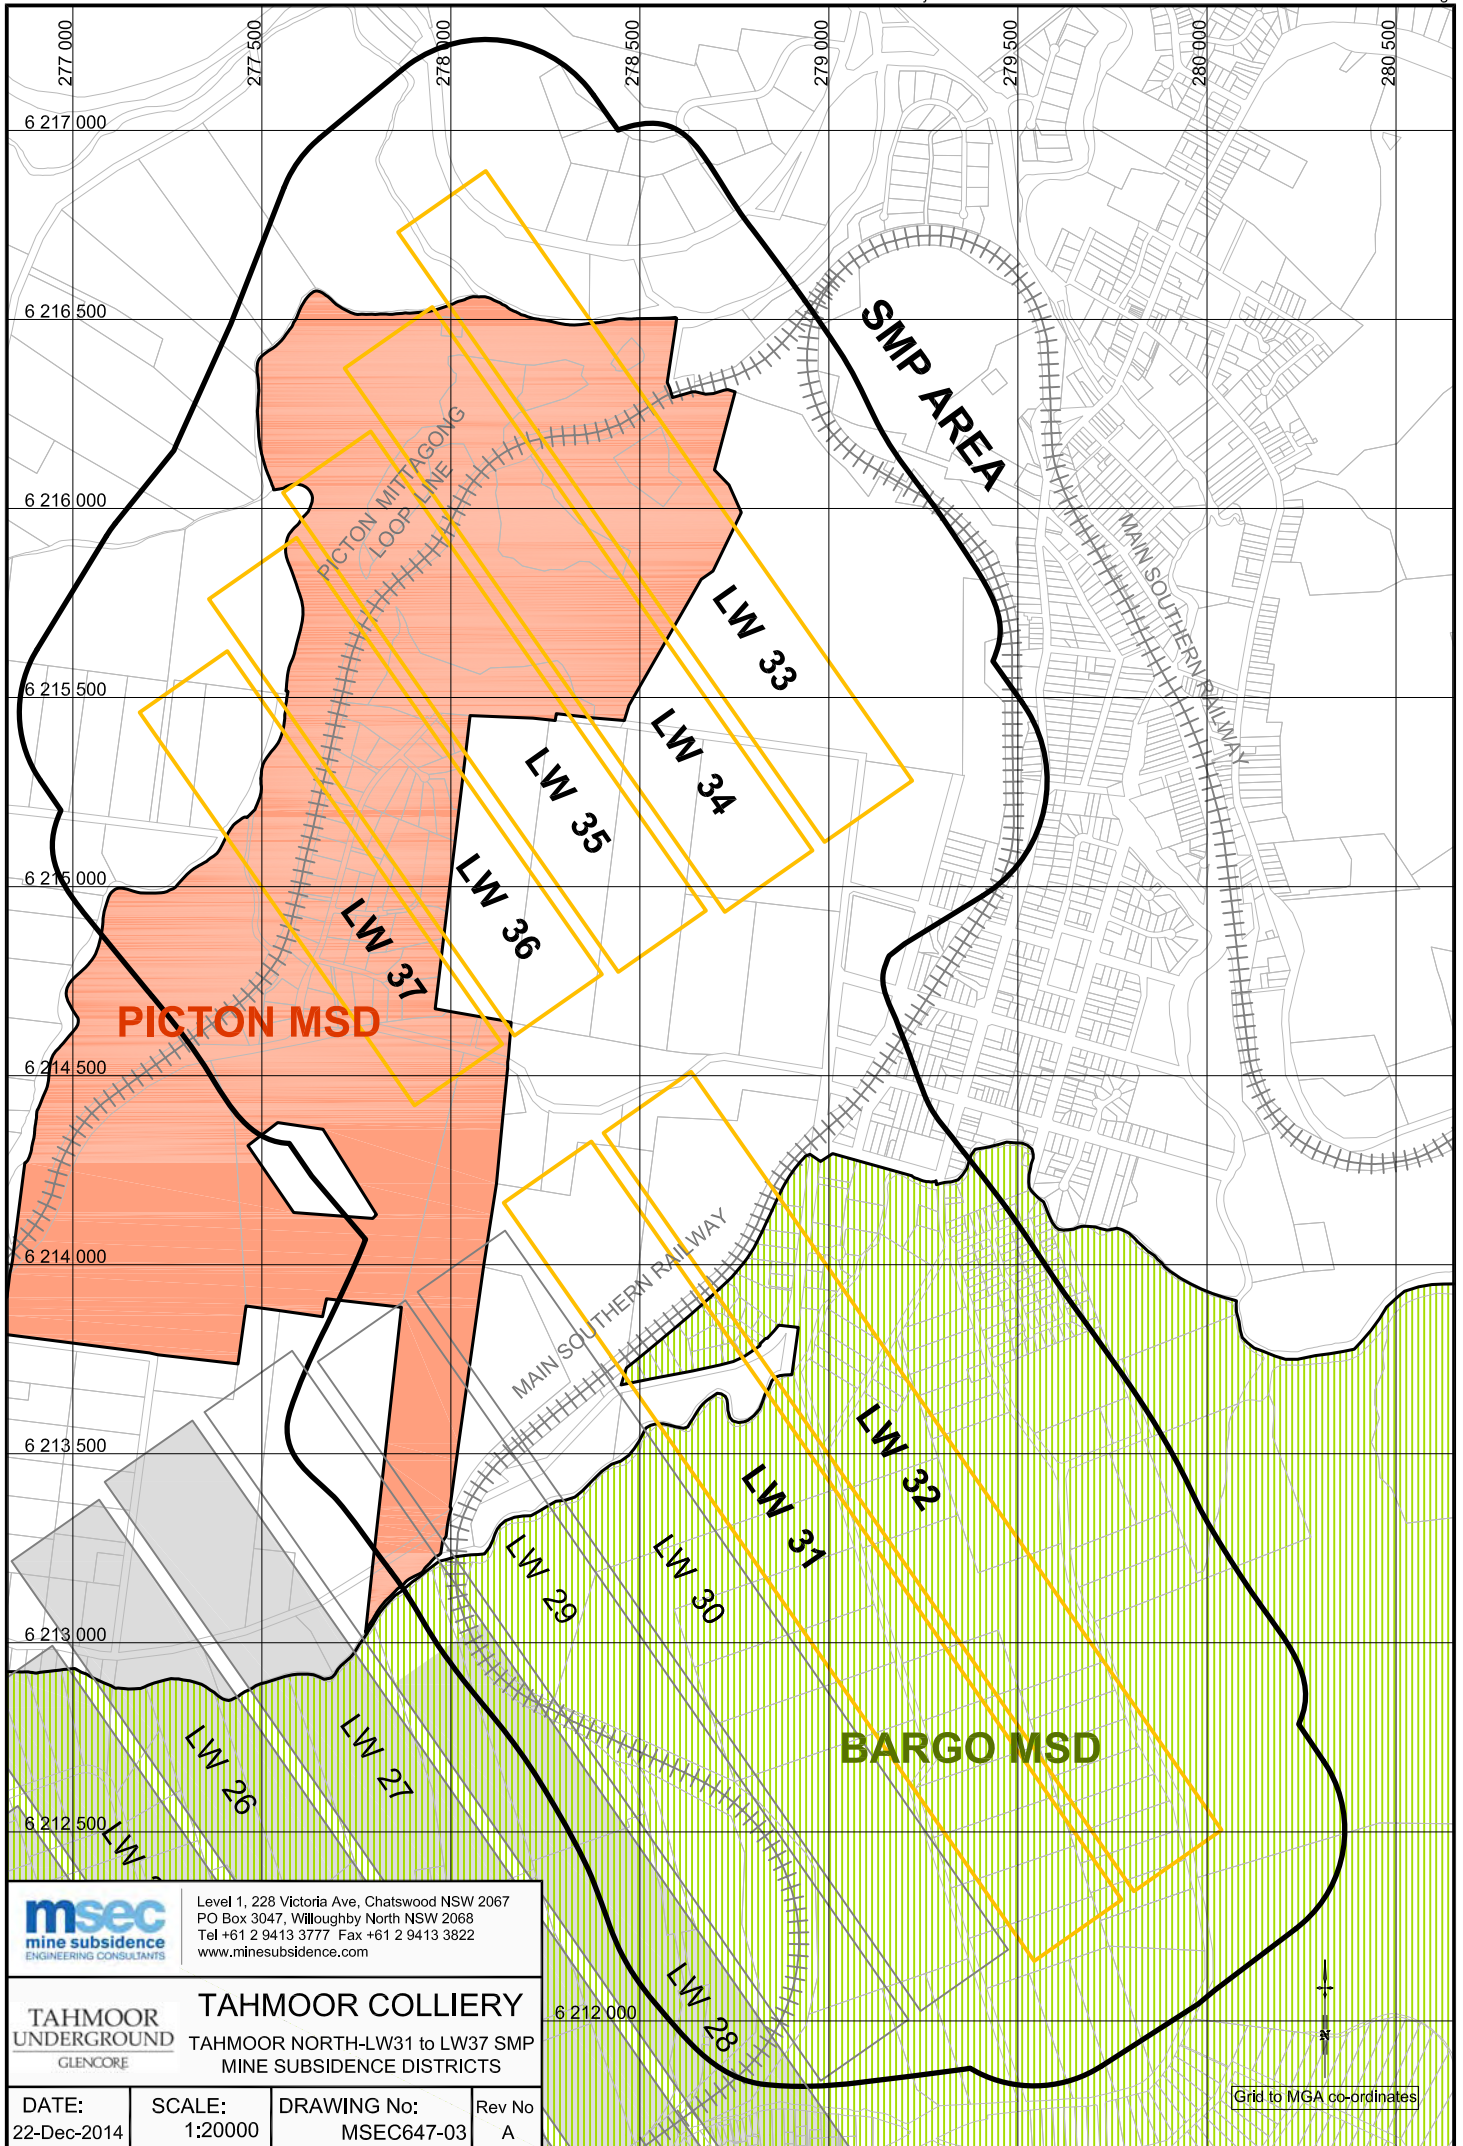 277 000
277 500
000
278 500
279 000
279 500
280 000
280 500
6 217 000
6 216 500
6 216 000
6 215 500
6 215 000
6 214 500
6 214 000
6 213 500
6 213 000
6 212 500
6 212 000
SMP AREA
PICTON MITTAGONG
LOOP LINE
MAIN SOUTHERN RAILWAY
LW 33
LW 34
LW 35
LW 36
LW 37
PICTON MSD
MAIN SOUTHERN RAILWAY
LW 32
LW 31
LW 30
LW 29
BARGO MSD
LW 27
LW 26
LW
LW 28
msec
mine subsidence
ENGINEERING CONSULTANTS
Level 1, 228 Victoria Ave, Chatswood NSW 2067
PO Box 3047, Willoughby North NSW 2068
Tel +61 2 9413 3777 Fax +61 2 9413 3822
www.minesubsidence.com
TAHMOOR
UNDERGROUND
GLENCORE
TAHMOOR COLLIERY
TAHMOOR NORTH-LW31 to LW37 SMP
MINE SUBSIDENCE DISTRICTS
DATE:
22-Dec-2014
SCALE:
1:20000
DRAWING No:
MSEC647-03
Rev No
A
N
Grid to MGA co-ordinates